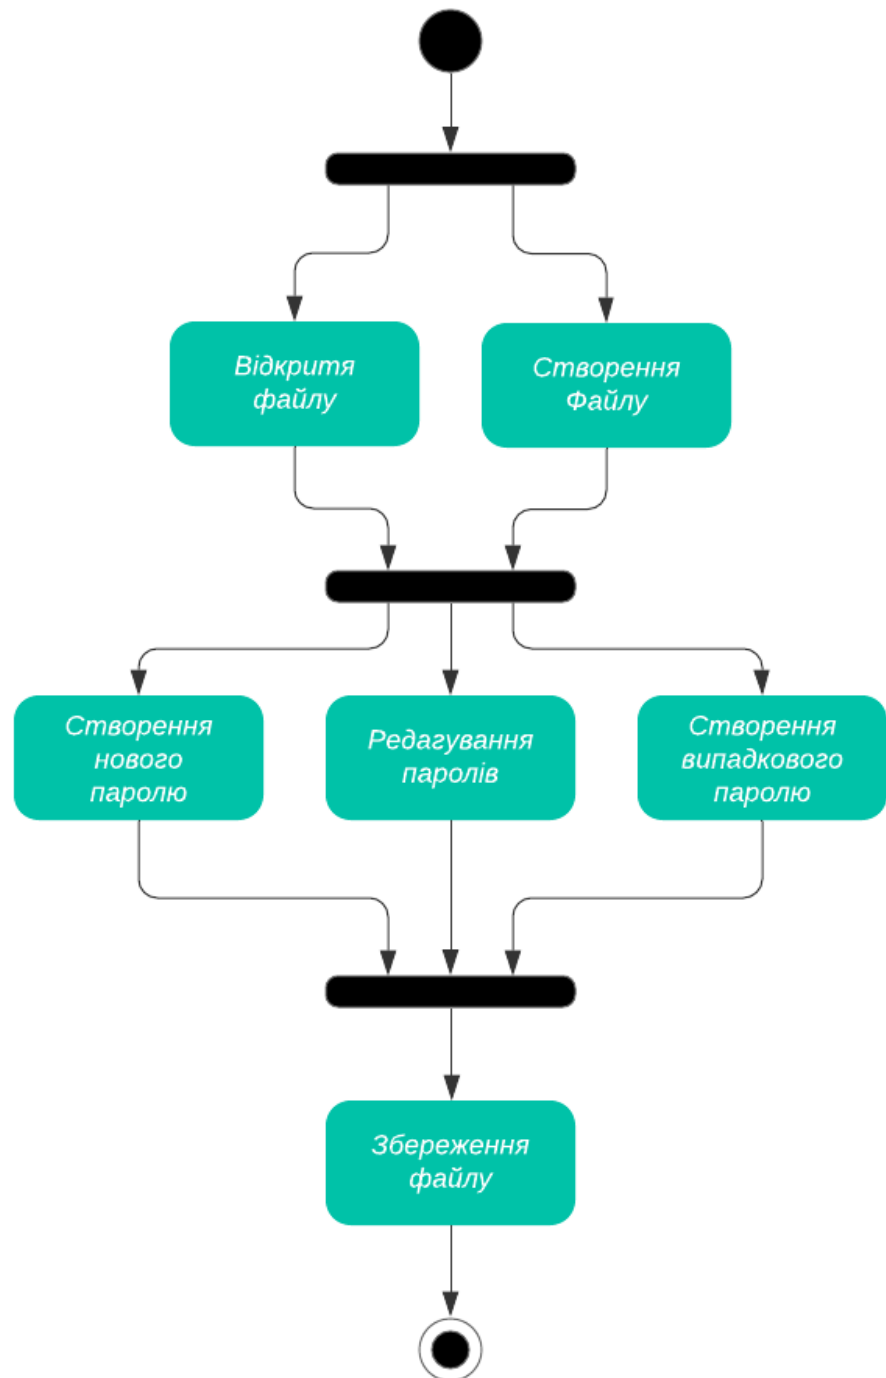 Відкритя
файлу
Створення
Файлу
Створення
нового
паролю
Редагування
паролів
Створення
випадкового
паролю
Збереження
файлу